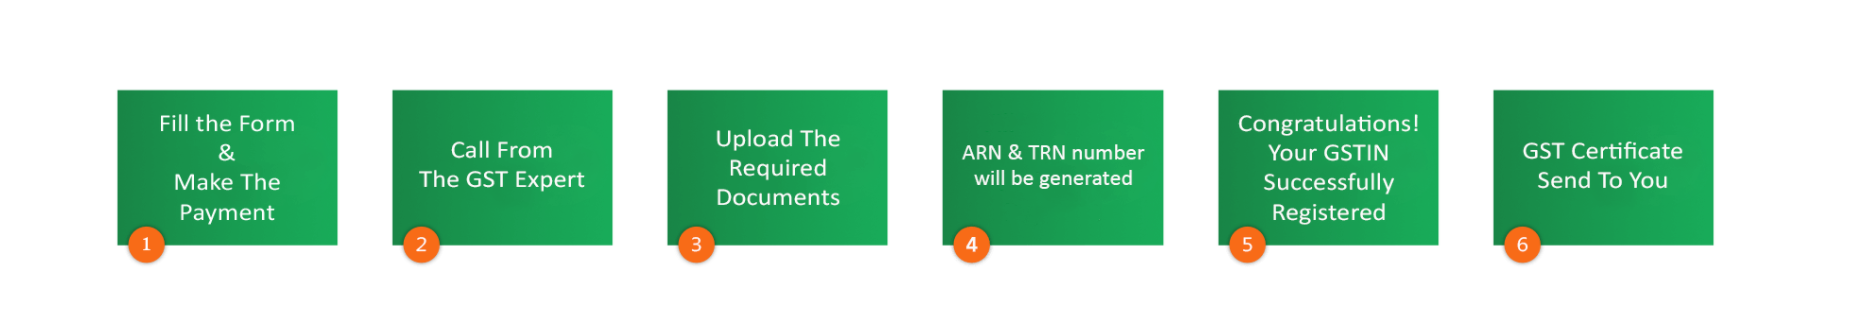 Fill the Form
&
Make The
Payment
1
Call From
The GST Expert
2
Upload The
Required
Documents
3
ARN & TRN number
will be generated
4
Congratulations!
Your GSTIN
Successfully
Registered
5
GST Certificate
Send To You
6